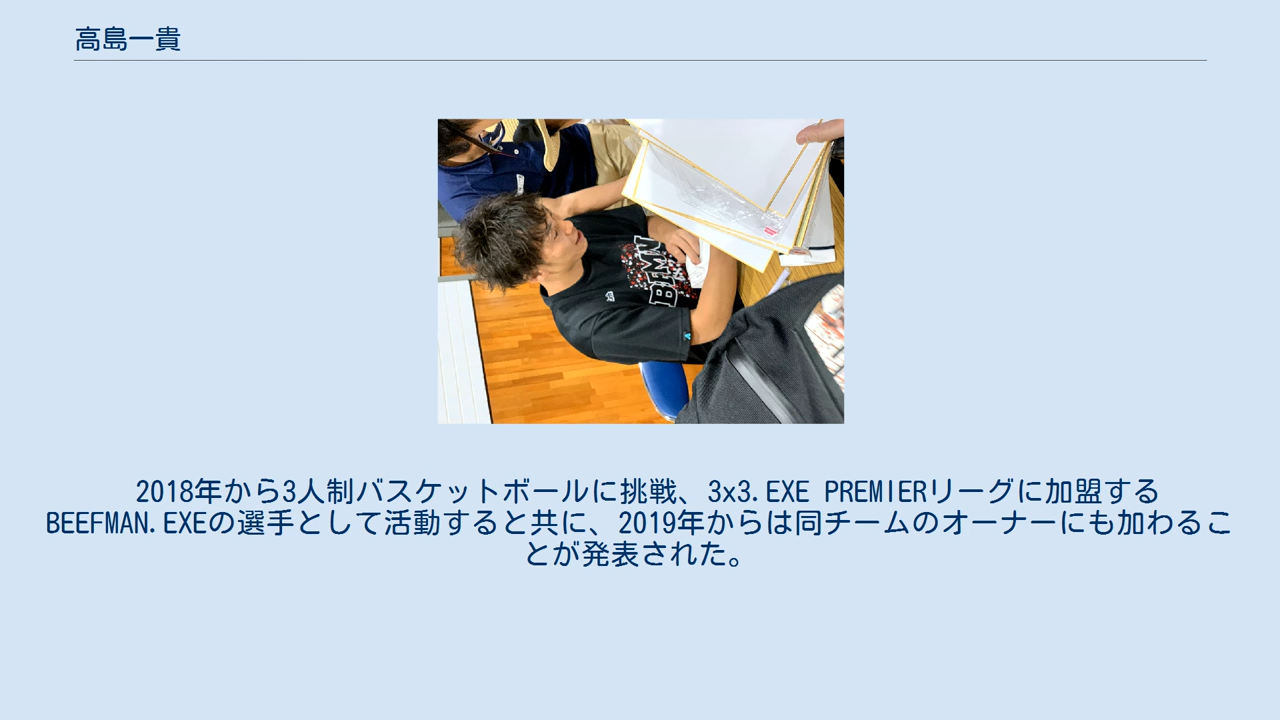 高島一貴
BFMN
2018年から3人制バスケットボールに挑戦、3x3.EXE PREMIERリーグに加盟する
BEEFMAN.EXEの選手として活動すると共に、2019年からは同チームのオーナーにも加わるこ
とが発表された。